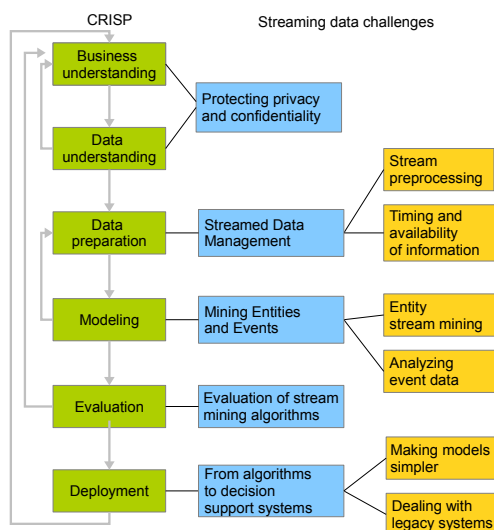 CRISP
Streaming data challenges
Business
understanding
Protecting privacy
and confidentiality
Data
understanding
Stream
preprocessing
Data
preparation
Streamed Data
Management
Timing and
availability
of information
Modeling
Mining Entities
and Events
Entity
stream mining
Analyzing
event data
Evaluation
Evaluation of stream
mining algorithms
Making models
simpler
Deployment
From algorithms
to decision
support systems
Dealing with
legacy systems